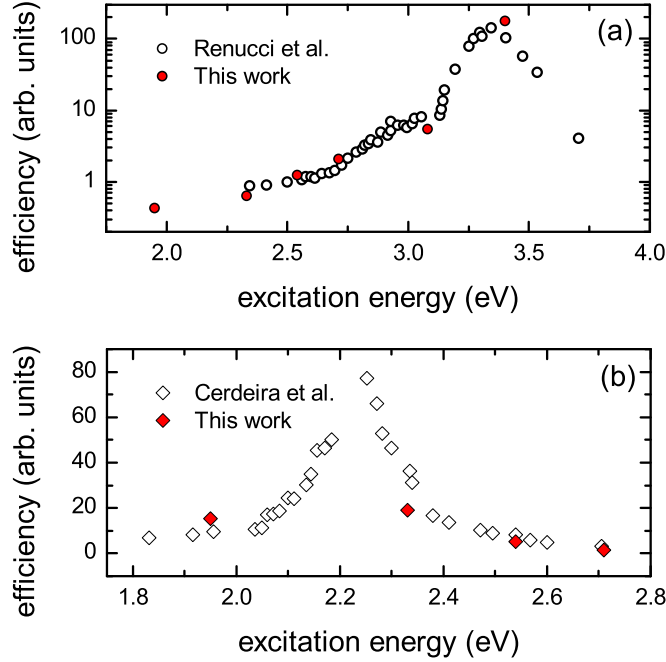 (a)
Renucci et al.
This work
efficiency (arb. units)
100
10
1
2.0 2.5 3.0 3.5 4.0
excitation energy (eV)
(b)
Cerdeira et al.
This work
efficiency (arb. units)
80
60
40
20
0
1.8 2.0 2.2 2.4 2.6 2.8
excitation energy (eV)